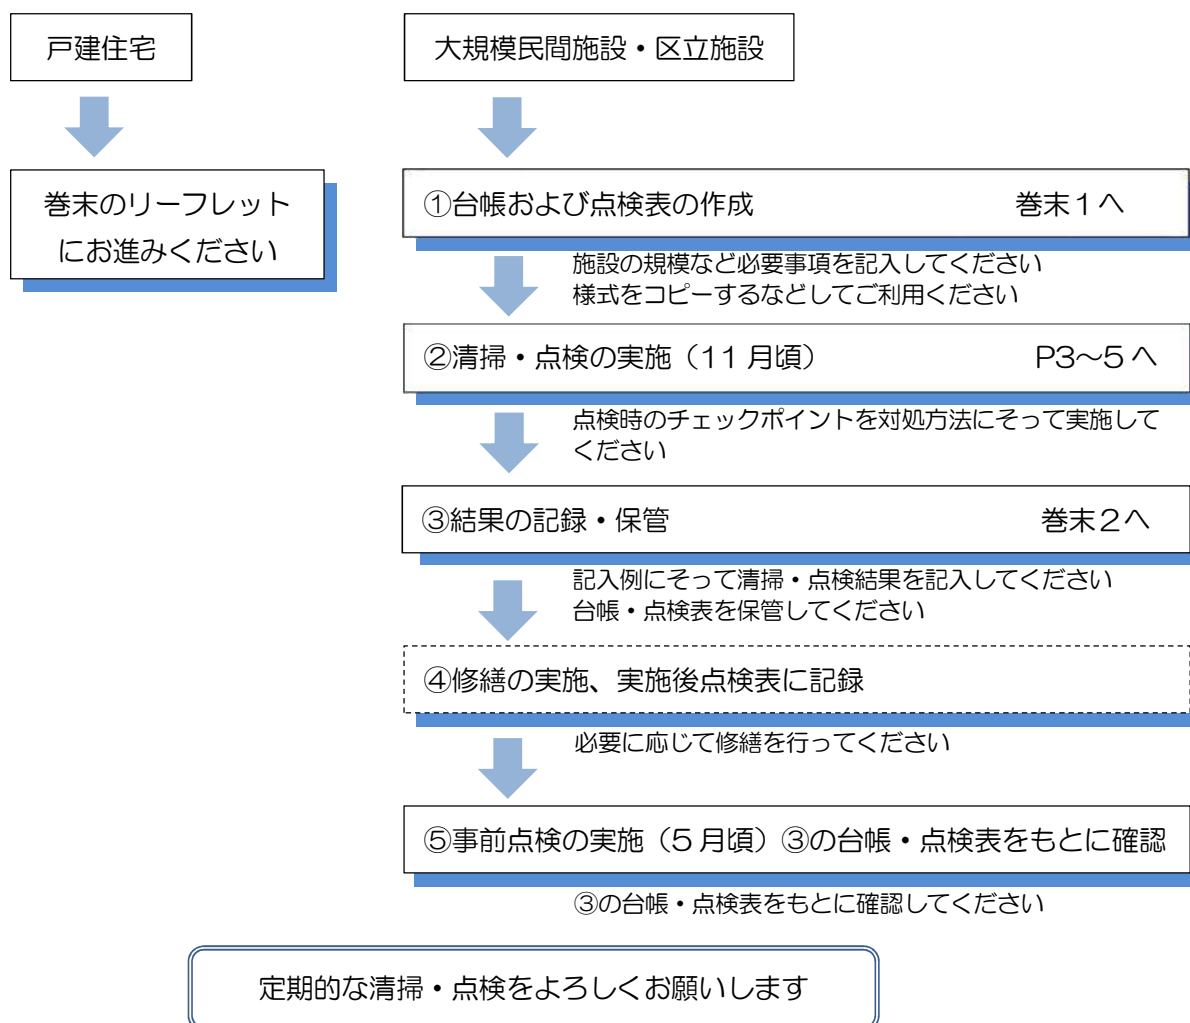 戸建住宅
大規模民間施設・区立施設
巻末のリーフレット
にお進みください
①台帳および点検表の作成 巻末1へ
施設の規模など必要事項を記入してください
様式をコピーするなどしてご利用ください
②清掃・点検の実施（11月頃） P3～5へ
点検時のチェックポイントを対処方法にそって実施して
ください
③結果の記録・保管 巻末2へ
記入例にそって清掃・点検結果を記入してください
台帳・点検表を保管してください
④修繕の実施、実施後点検表に記録
必要に応じて修繕を行ってください
⑤事前点検の実施（5月頃）③の台帳・点検表をもとに確認
③の台帳・点検表をもとに確認してください
定期的な清掃・点検をよろしくお願いします